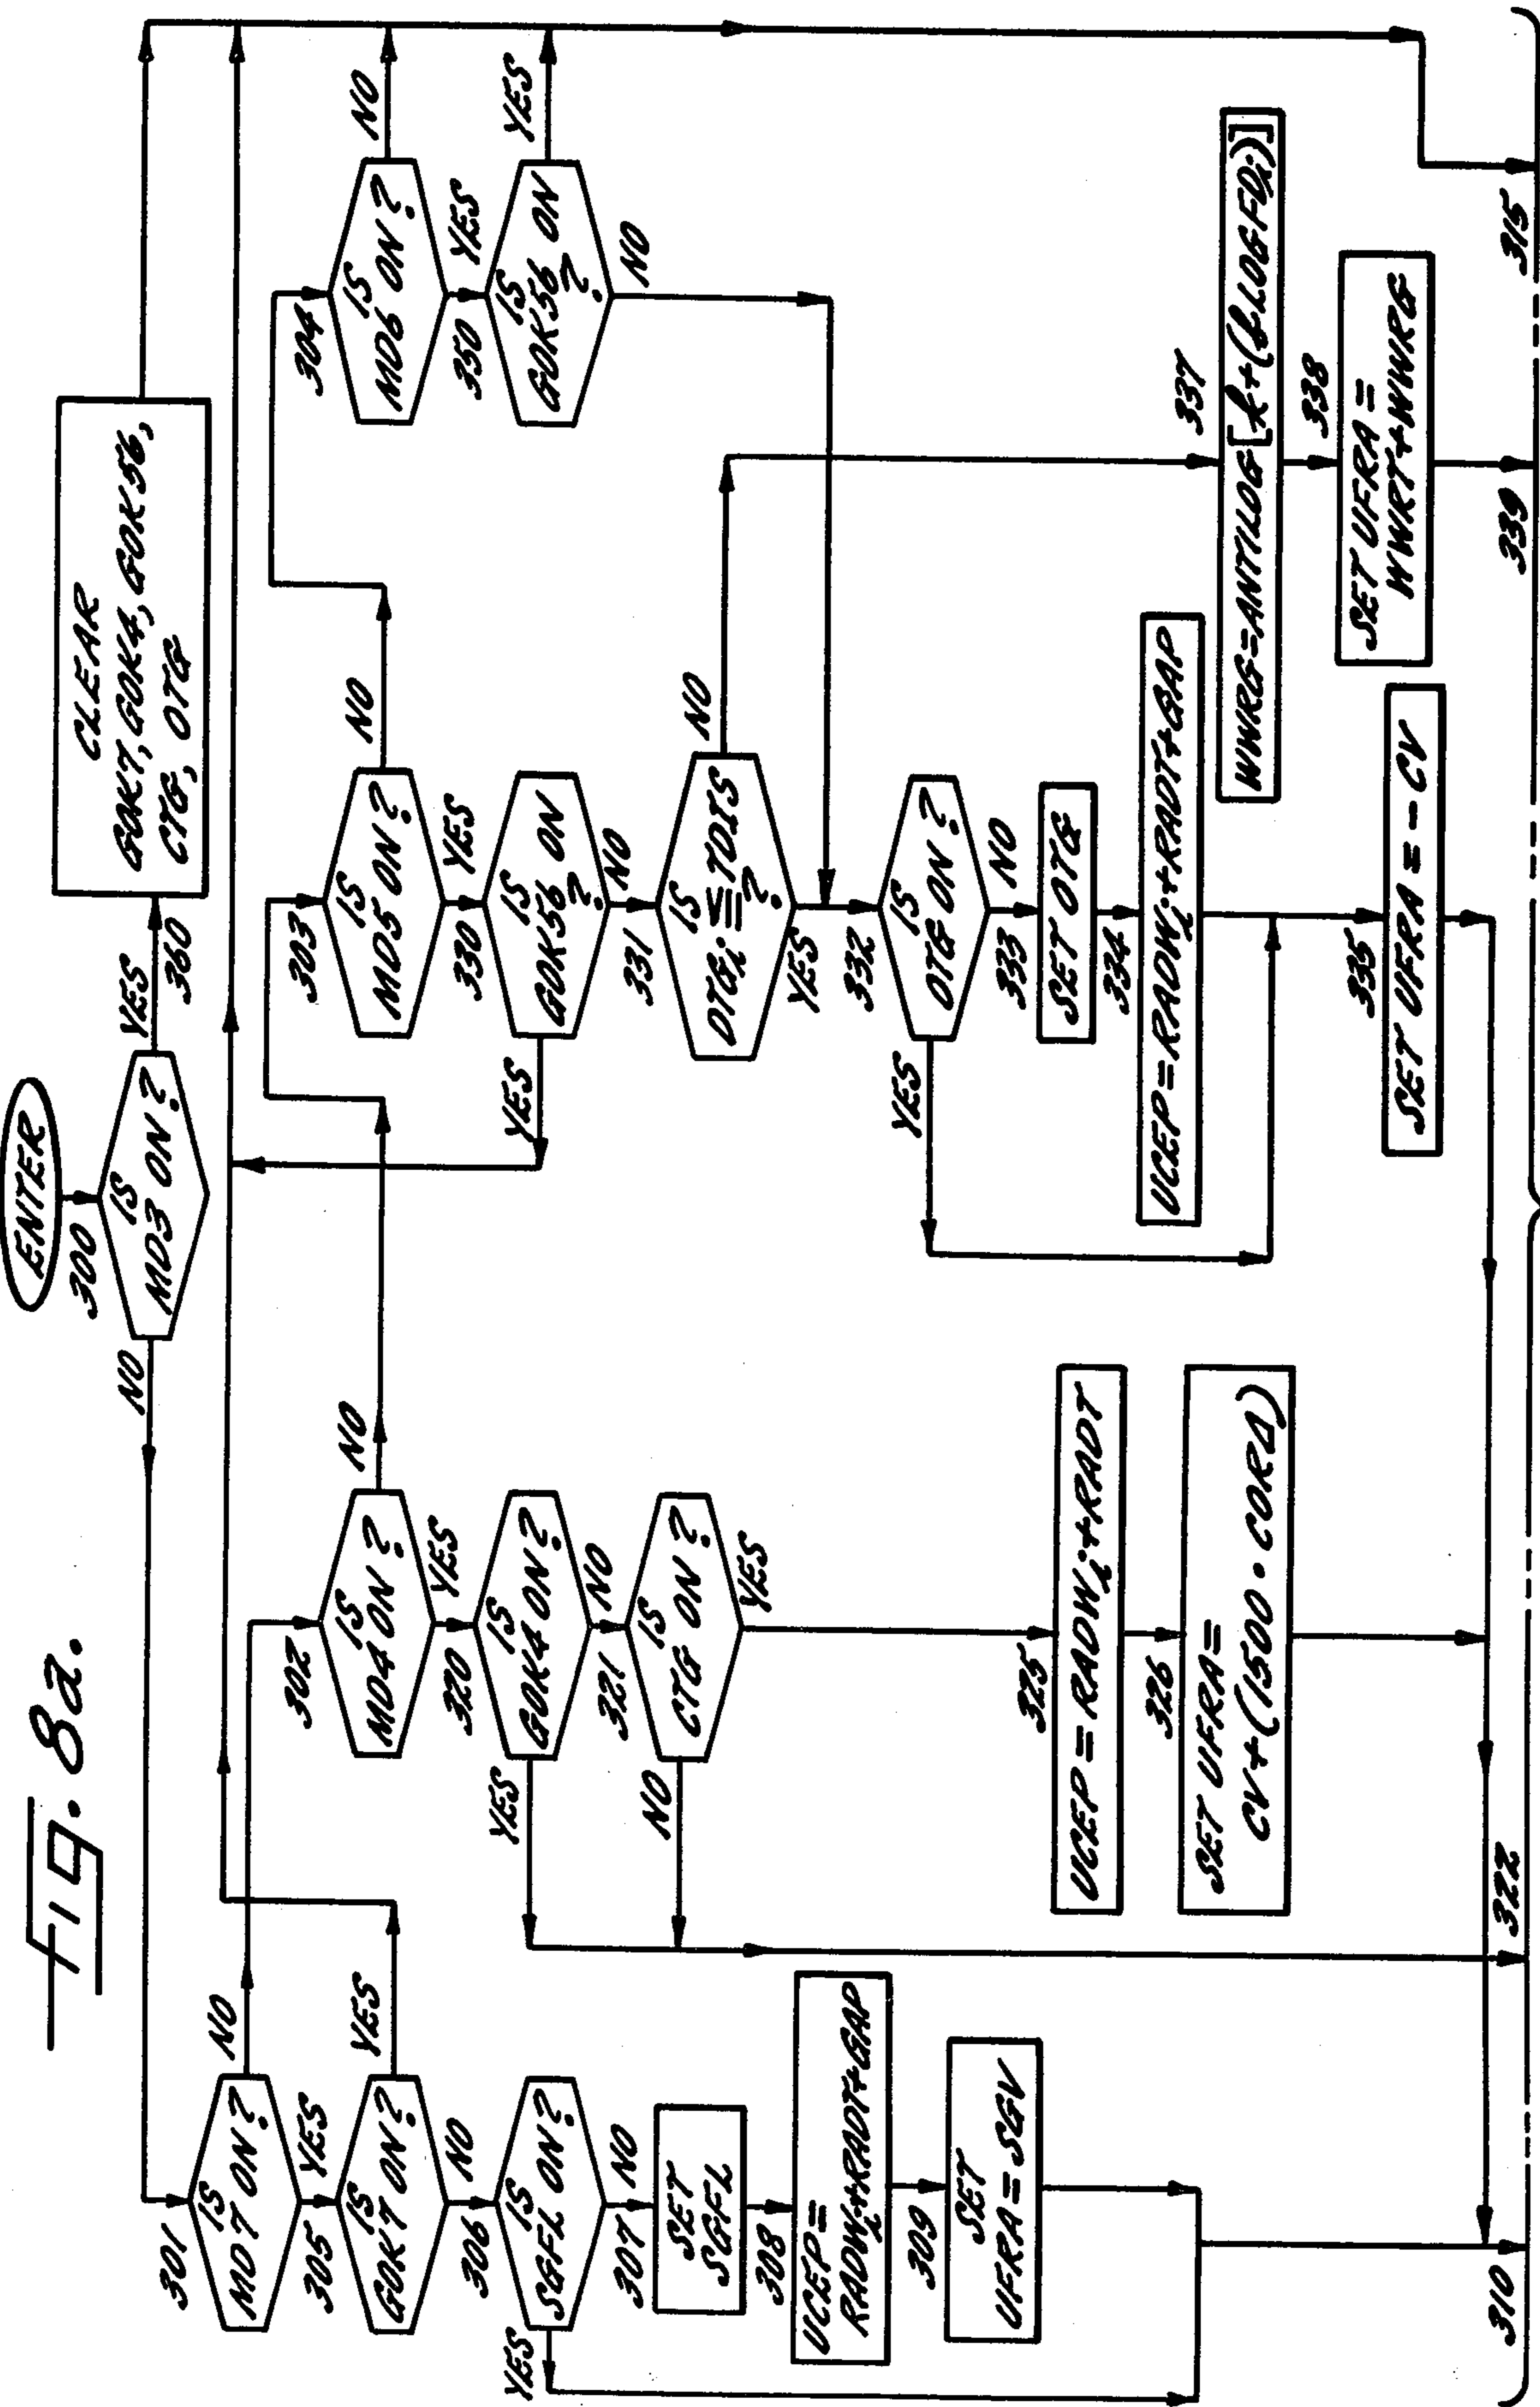 Fig. 8a.
ENTER
300
IS
MD3 ON?
NO
YES
360
CLEAR
GOK7, GOK4, GOK56,
CTG, OTG
301
IS
MD7 ON?
NO
YES
305
IS
GOK7 ON?
YES
NO
306
IS
SGFL ON?
YES
NO
307
SET
SGFL
308
UCEP=
RADWi+RADT+GAP
309
SET
UFRA=SGV
310
302
IS
MD4 ON?
NO
YES
320
IS
GOK4 ON?
YES
NO
321
IS
CTG ON?
NO
YES
325
UCEP=RADWi+RADT
326
SET UFRA=
CV+(1500·CORΔ)
322
303
IS
MD5 ON?
NO
YES
330
IS
GOK56 ON
?
YES
NO
331
IS
OTGi≦TDIS
?
NO
YES
332
IS
OTG ON?
YES
NO
333
SET OTG
334
UCEP=RADWi+RADT+GAP
335
SET UFRA=-CV
304
IS
MD6 ON?
NO
YES
350
IS
GOK56 ON
?
YES
NO
337
WWRG=ANTILOG[k+(kLOGFDi)]
338
SET UFRA=
WWRT+WWRG
339
315